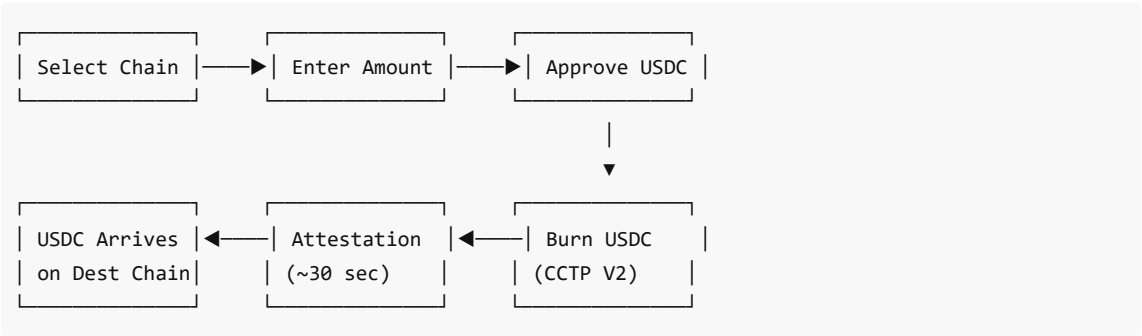 Select Chain
Enter Amount
Approve USDC
USDC Arrives
on Dest Chain
Attestation
(~30 sec)
Burn USDC
(CCTP V2)